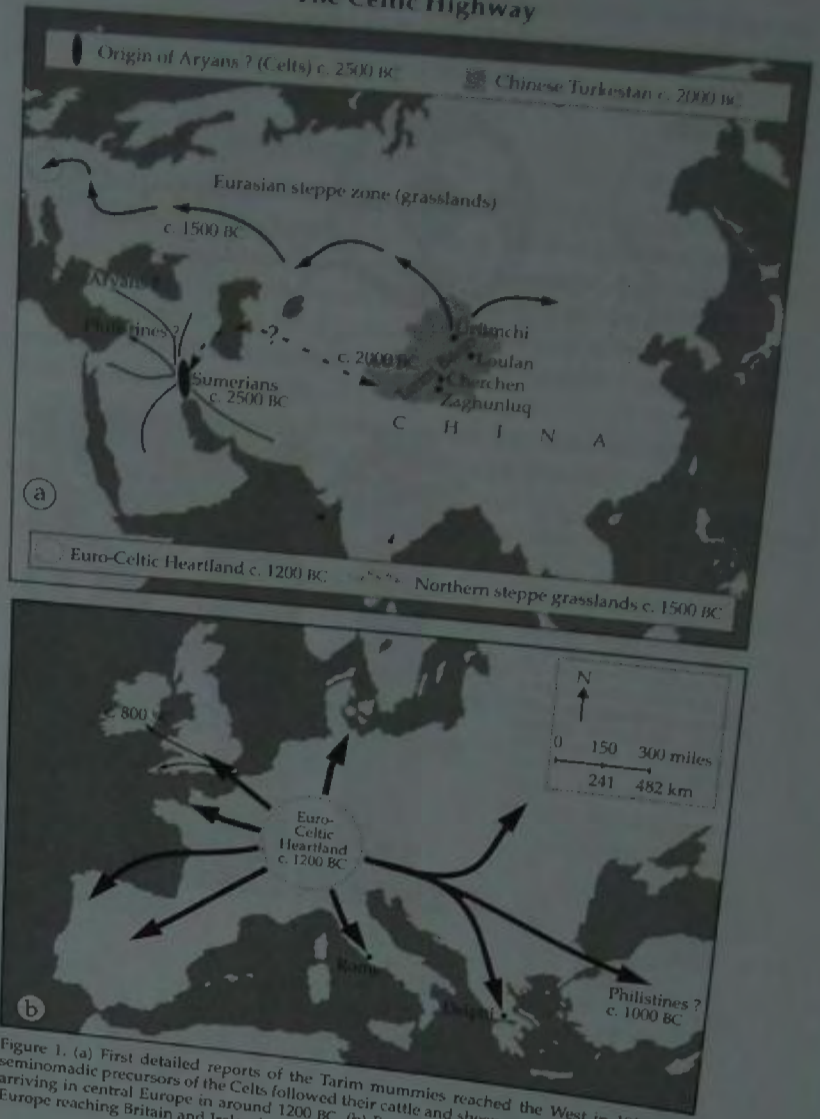 The Celtic Highway
Origin of Aryans ? (Celts) c. 2500 BC
Chinese Turkestan c. 2000 BC
Eurasian steppe zone (grasslands)
c. 1500 BC
Aryans ?
Philistines ?
?
c. 2000 BC
Urumchi
Loulan
Cherchen
Zaghunluq
Sumerians
c. 2500 BC
C H I N A
a
Euro-Celtic Heartland c. 1200 BC
Northern steppe grasslands c. 1500 BC
N
0 150 300 miles
241 482 km
c. 800
Euro-
Celtic
Heartland
c. 1200 BC
Rome
Delphi
Philistines ?
c. 1000 BC
b
Figure 1. (a) First detailed reports of the Tarim mummies reached the West in
seminomadic precursors of the Celts followed their cattle and
arriving in central Europe in around 1200 BC. (b)
Europe reaching Britain and